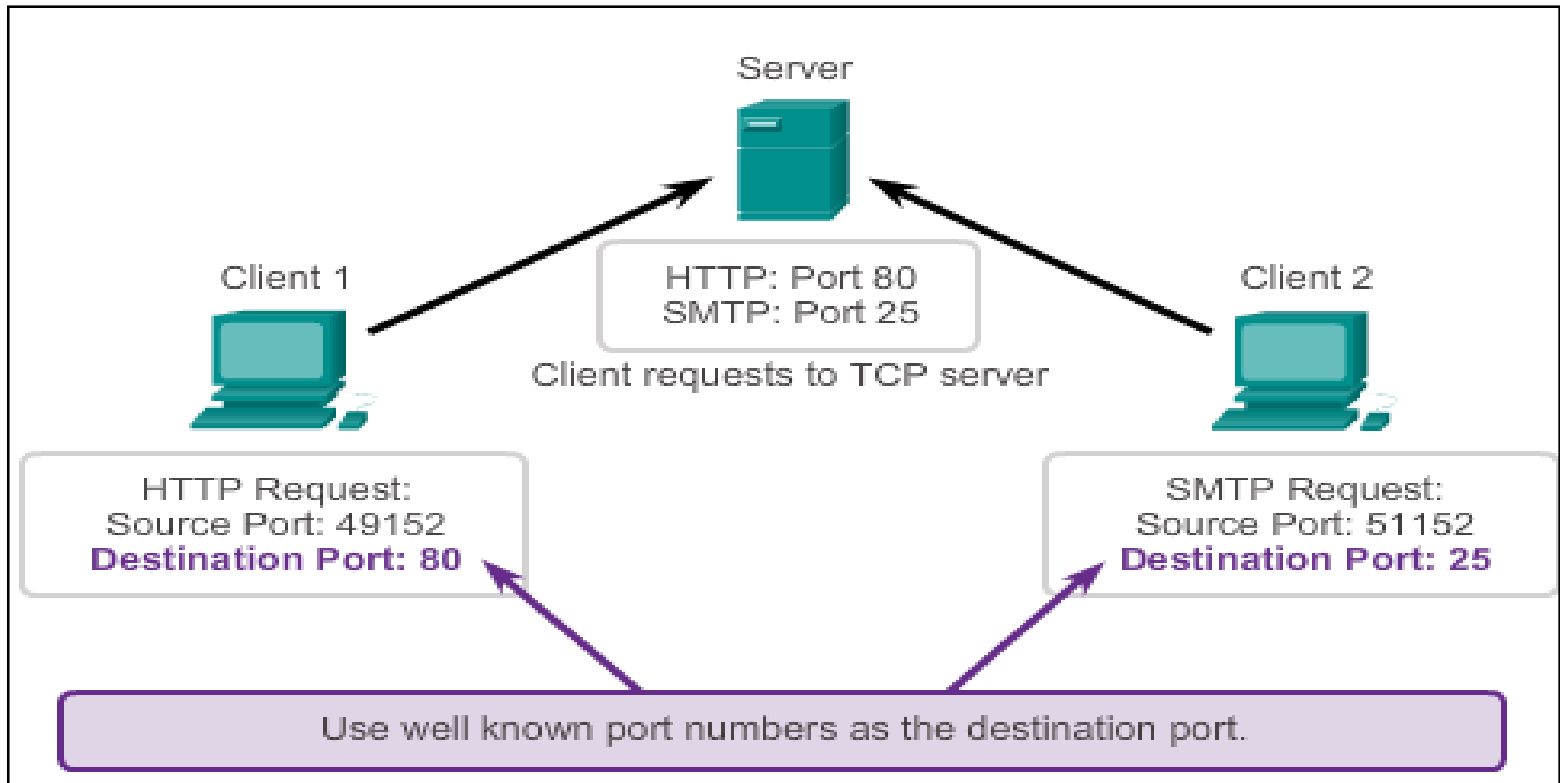 Server
Client 1
HTTP: Port 80
SMTP: Port 25
Client 2
Client requests to TCP server
HTTP Request:
Source Port: 49152
Destination Port: 80
SMTP Request:
Source Port: 51152
Destination Port: 25
Use well known port numbers as the destination port.